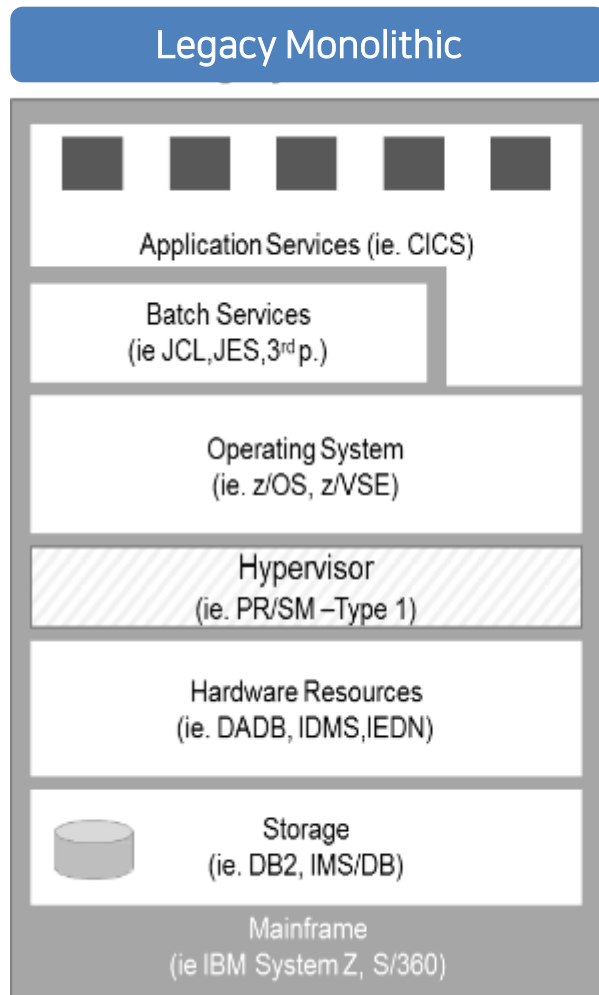 Legacy Monolithic
Application Services (ie. CICS)
Batch Services
(ie JCL,JES,3rd p.)
Operating System
(ie. z/OS, z/VSE)
Hypervisor
(ie. PR/SM –Type 1)
Hardware Resources
(ie. DADB, IDMS,IEDN)
Storage
(ie. DB2, IMS/DB)
Mainframe
(ie IBM System Z, S/360)